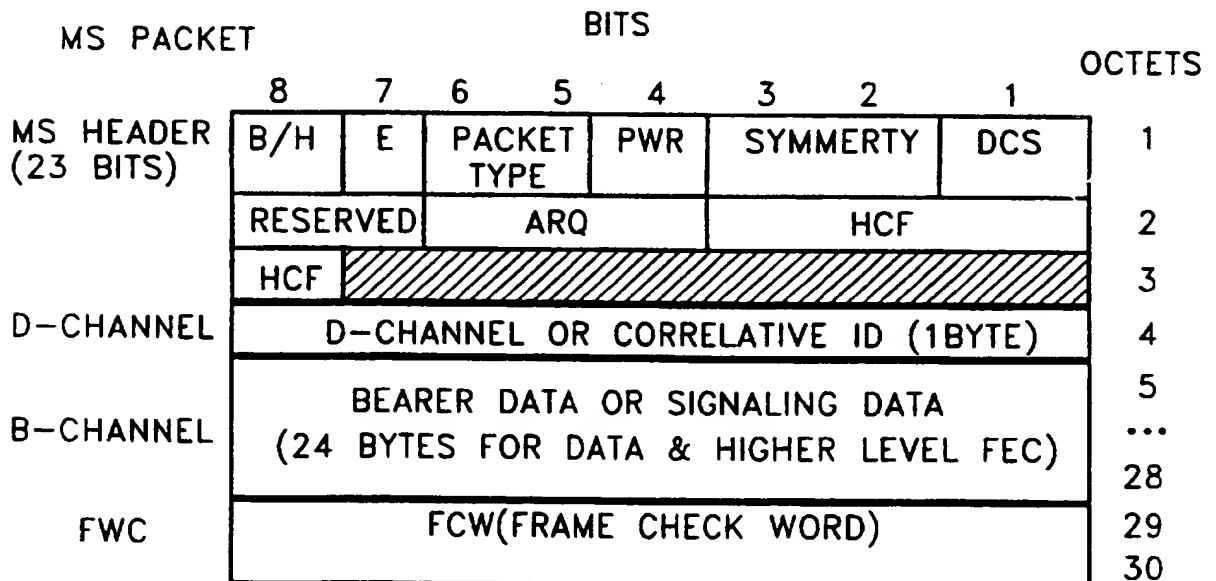 MS PACKET BITS OCTETS
8 7 6 5 4 3 2 1
MS HEADER (23 BITS)
B/H E PACKET TYPE PWR SYMMERTY DCS 1
RESERVED ARQ HCF 2
HCF 3
D-CHANNEL D-CHANNEL OR CORRELATIVE ID (1BYTE) 4
B-CHANNEL
BEARER DATA OR SIGNALING DATA 5
(24 BYTES FOR DATA & HIGHER LEVEL FEC) ...
28
FWC FCW(FRAME CHECK WORD) 29
30